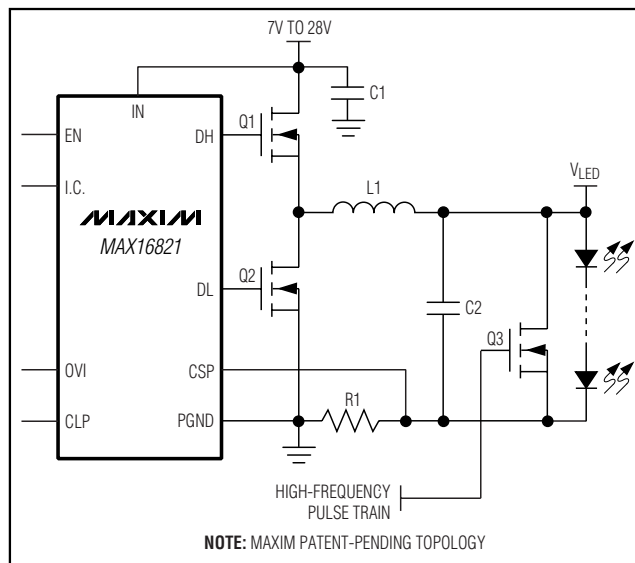 7V TO 28V
C1
IN
Q1
EN
DH
I.C.
L1
VLED
MAXIM
MAX16821
Q2
DL
C2
Q3
OVI
CSP
R1
CLP
PGND
HIGH-FREQUENCY
PULSE TRAIN
NOTE: MAXIM PATENT-PENDING TOPOLOGY